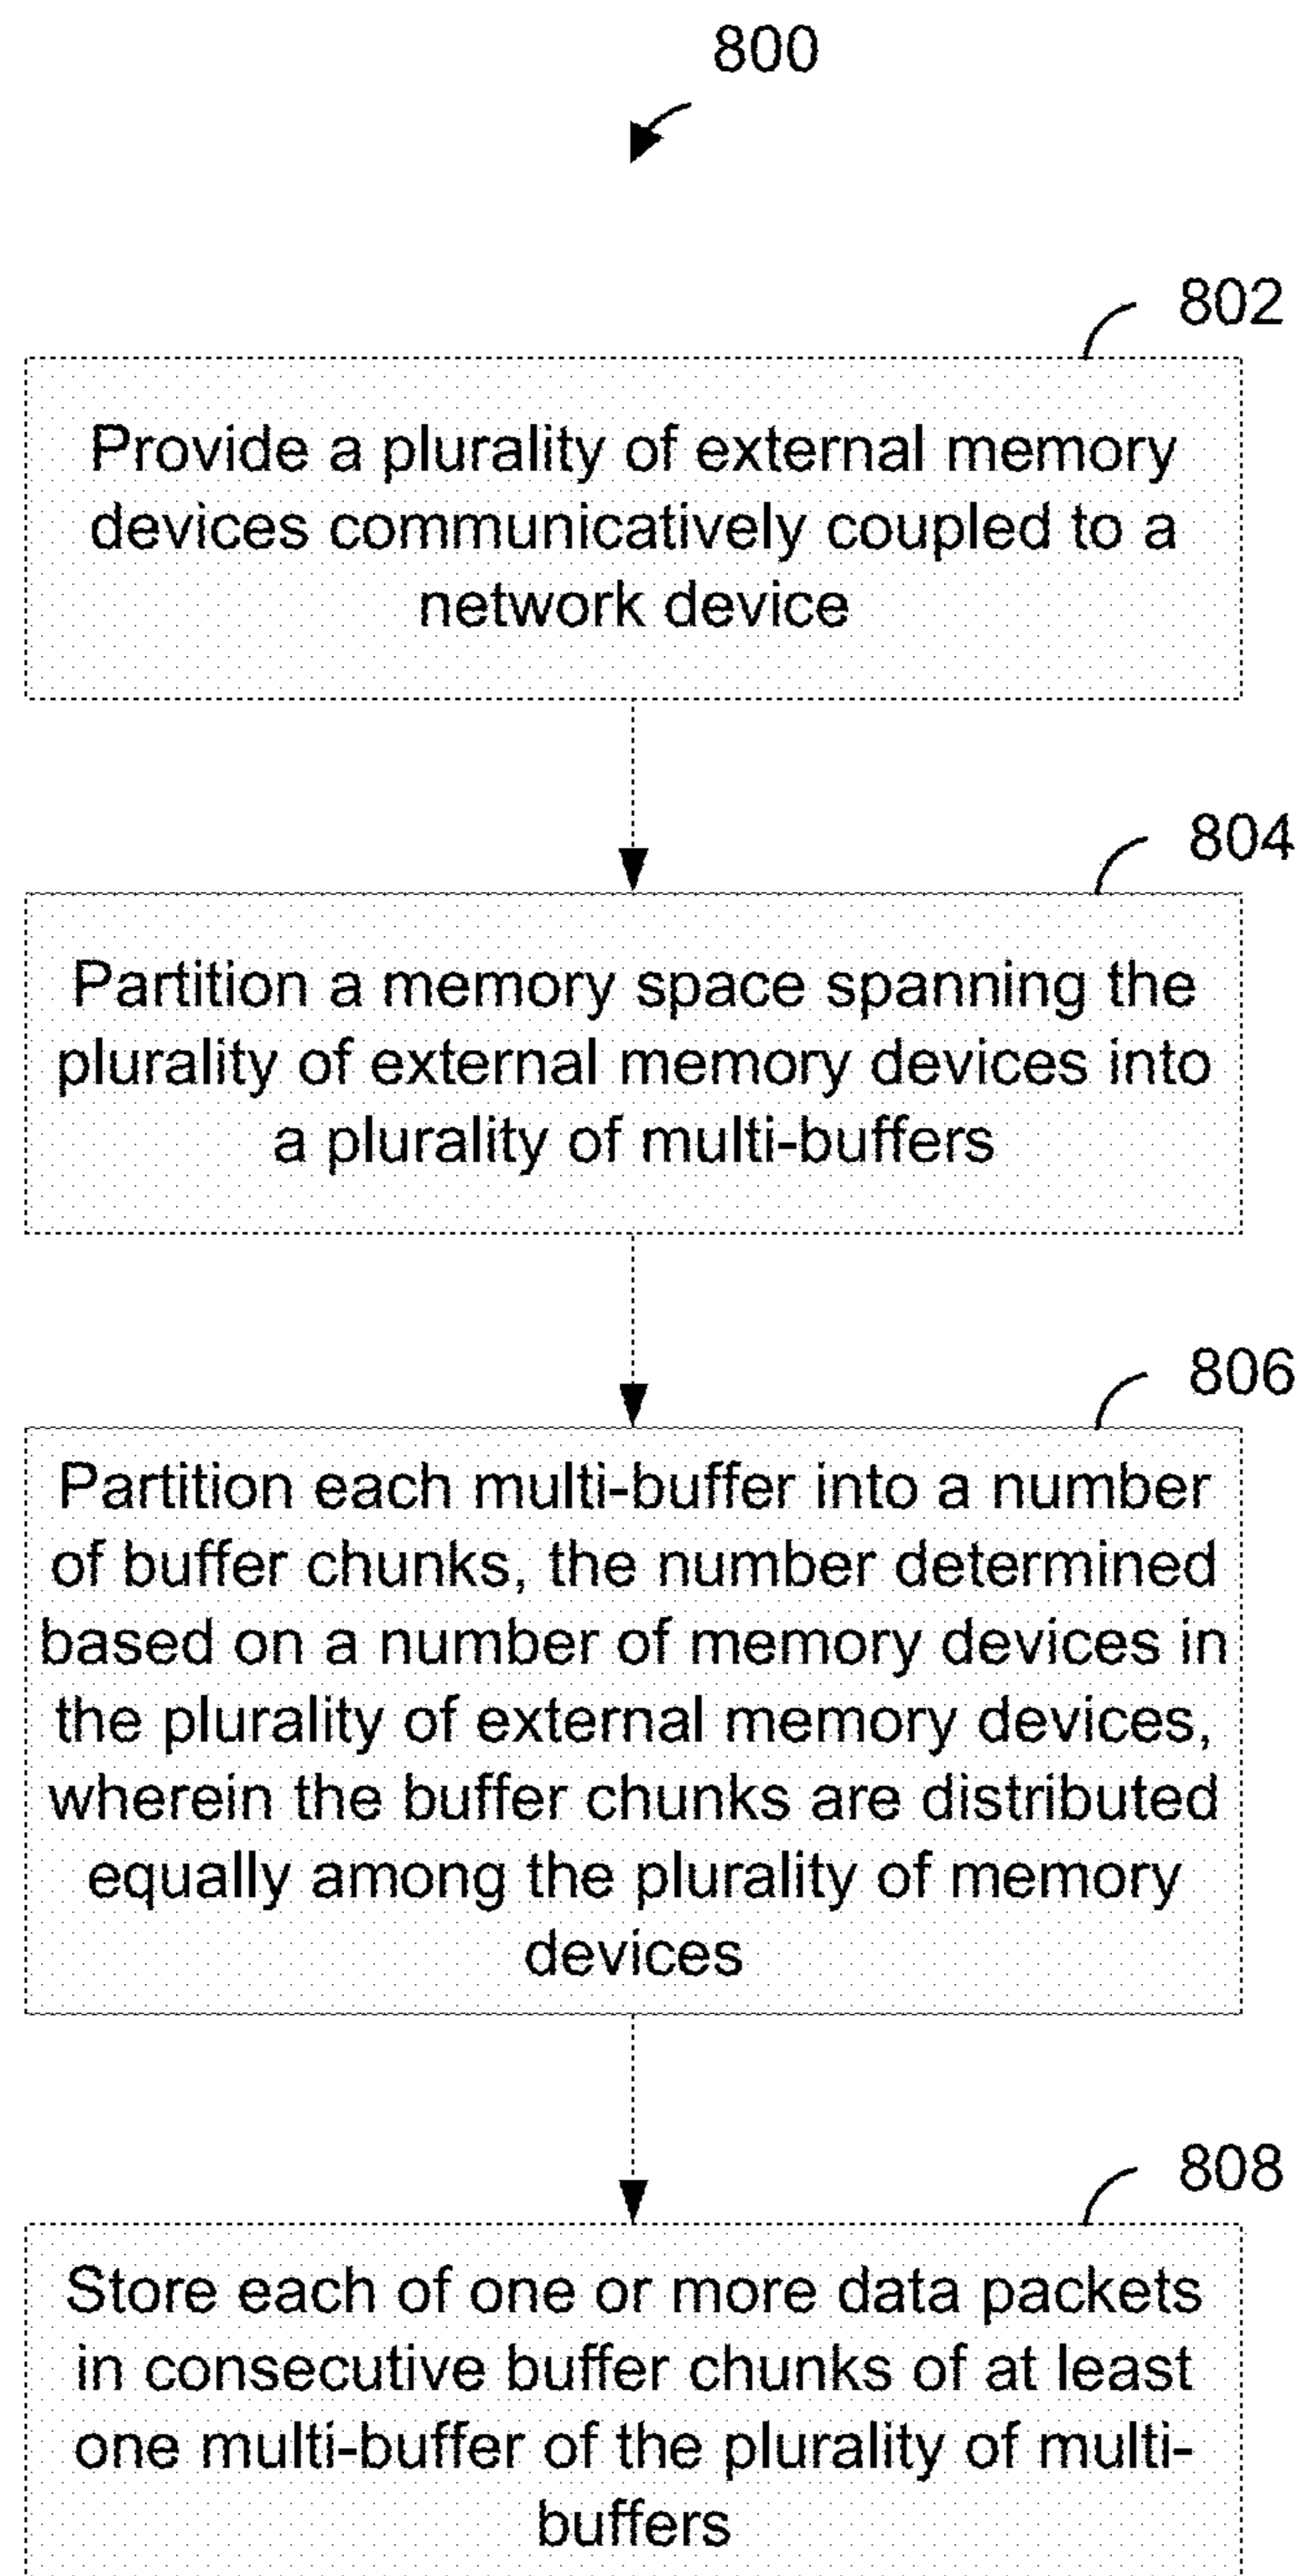 800
802
Provide a plurality of external memory
devices communicatively coupled to a
network device
804
Partition a memory space spanning the
plurality of external memory devices into
a plurality of multi-buffers
806
Partition each multi-buffer into a number
of buffer chunks, the number determined
based on a number of memory devices in
the plurality of external memory devices,
wherein the buffer chunks are distributed
equally among the plurality of memory
devices
808
Store each of one or more data packets
in consecutive buffer chunks of at least
one multi-buffer of the plurality of multi-
buffers